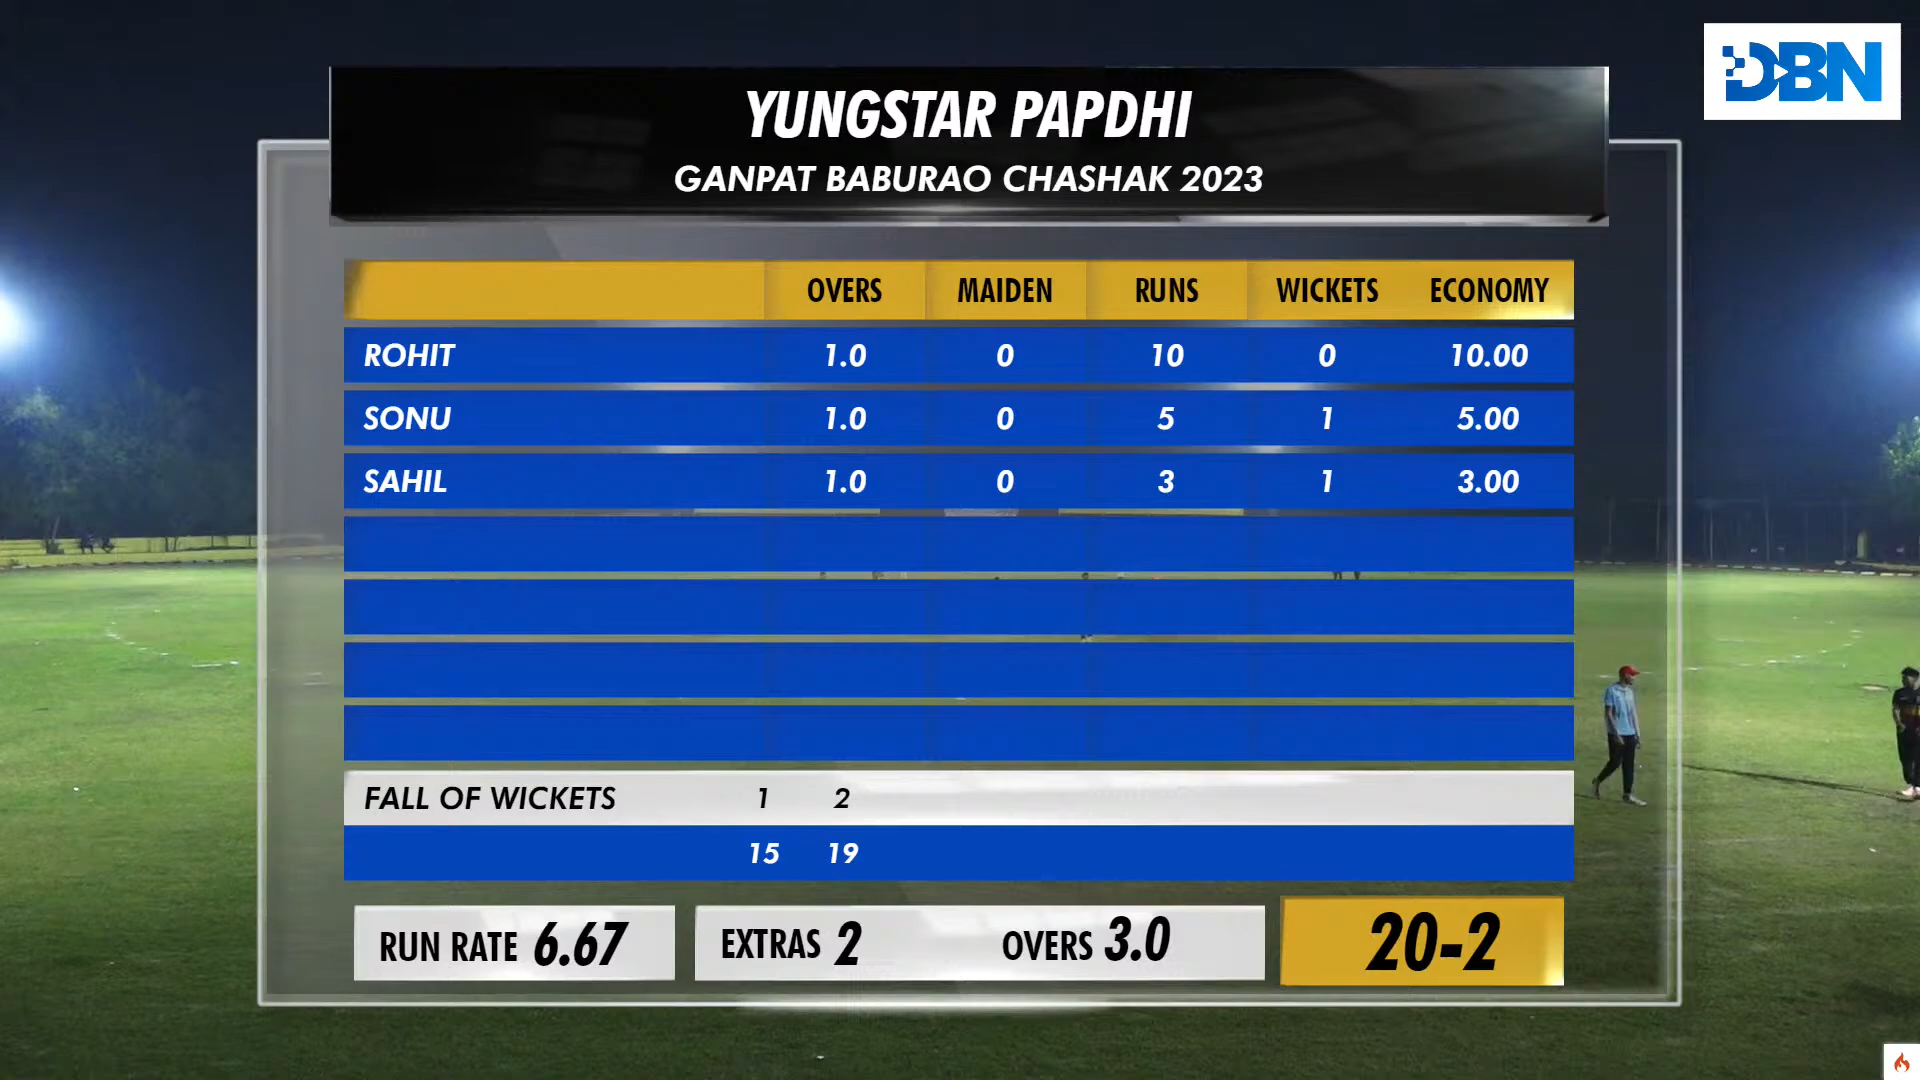 DBN
YUNGSTAR PAPDHI
GANPAT BABURAO CHASHAK 2023
OVERS MAIDEN RUNS WICKETS ECONOMY
ROHIT 1.0 0 10 0 10.00
SONU 1.0 0 5 1 5.00
SAHIL 1.0 0 3 1 3.00
FALL OF WICKETS 1 2
15 19
RUN RATE 6.67 EXTRAS 2 OVERS 3.0 20-2